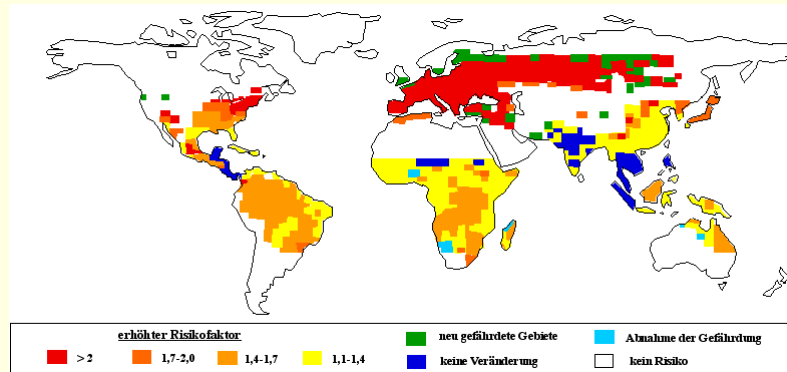 erhöhter Risikofaktor
> 2
1,7-2,0
1,4-1,7
1,1-1,4
neu gefährdete Gebiete
keine Veränderung
Abnahme der Gefährdung
kein Risiko